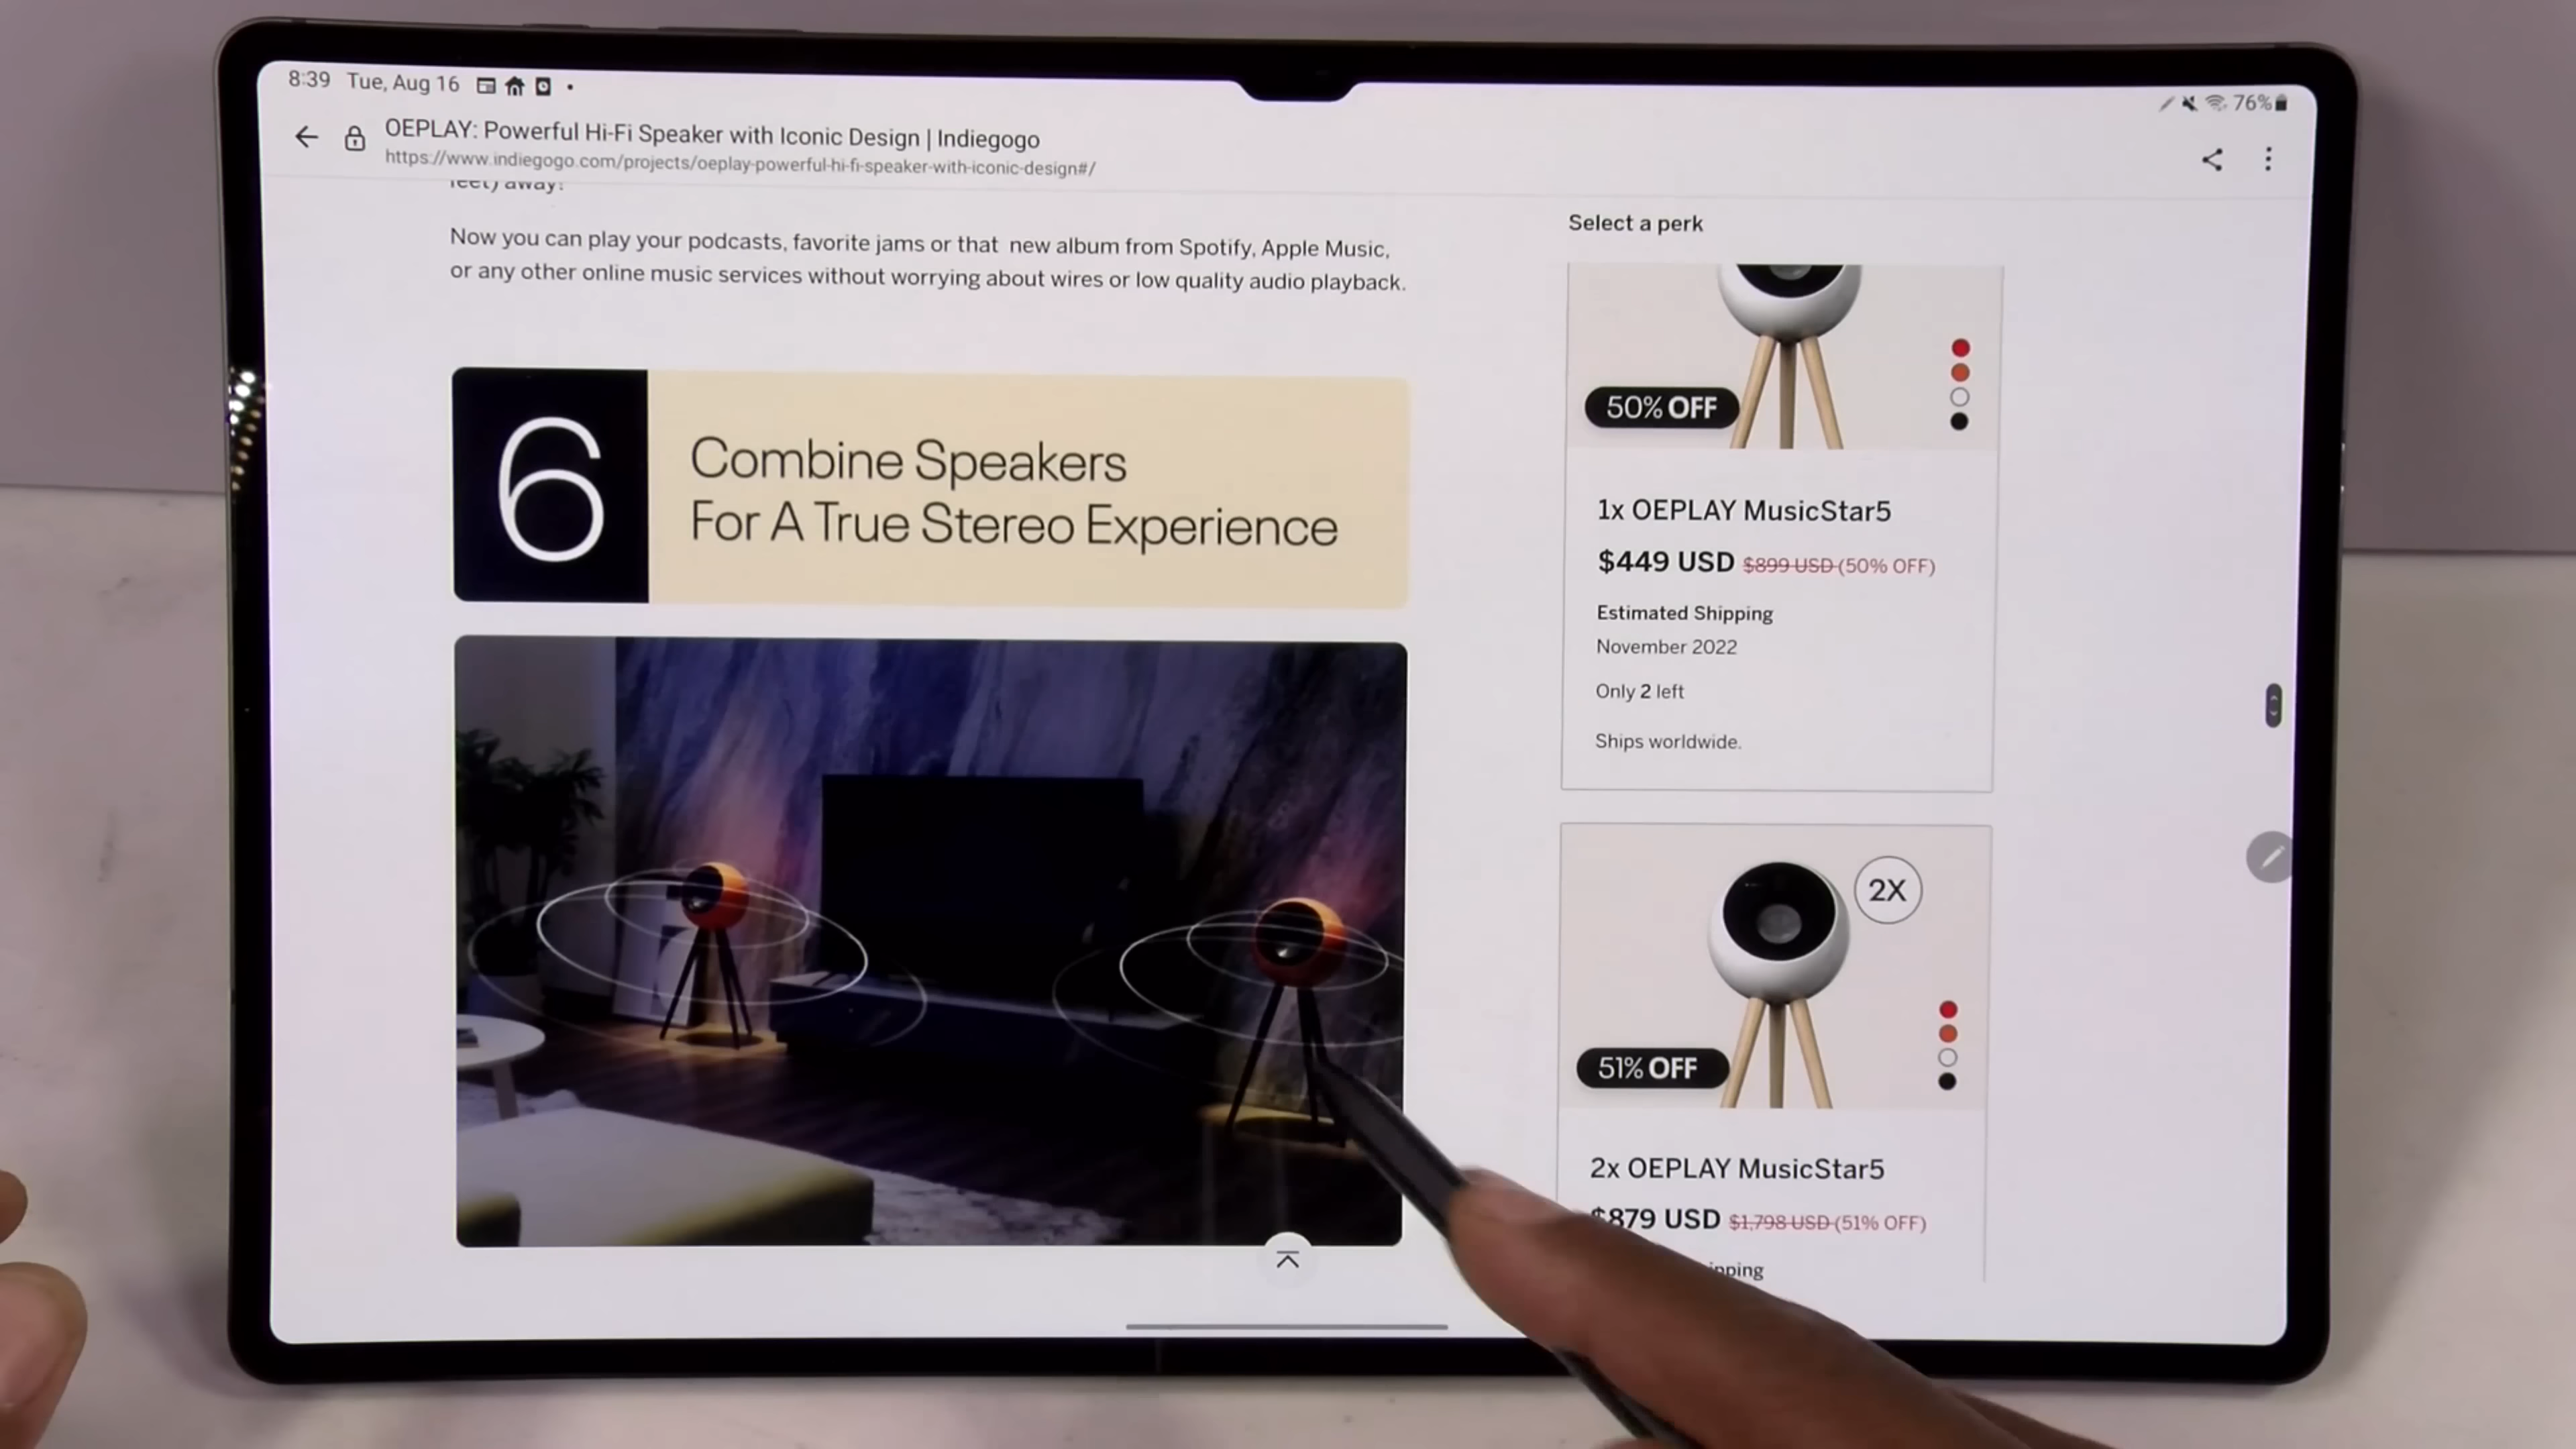 8:39 Tue, Aug 16
76%
OEPLAY: Powerful Hi-Fi Speaker with Iconic Design | Indiegogo
https://www.indiegogo.com/projects/oeplay-powerful-hi-fi-speaker-with-iconic-design#/
feet) away!
Now you can play your podcasts, favorite jams or that new album from Spotify, Apple Music,
or any other online music services without worrying about wires or low quality audio playback.
6
Combine Speakers
For A True Stereo Experience
Select a perk
50% OFF
1x OEPLAY MusicStar5
$449 USD $899 USD (50% OFF)
Estimated Shipping
November 2022
Only 2 left
Ships worldwide.
2X
51% OFF
2x OEPLAY MusicStar5
$879 USD $1,798 USD (51% OFF)